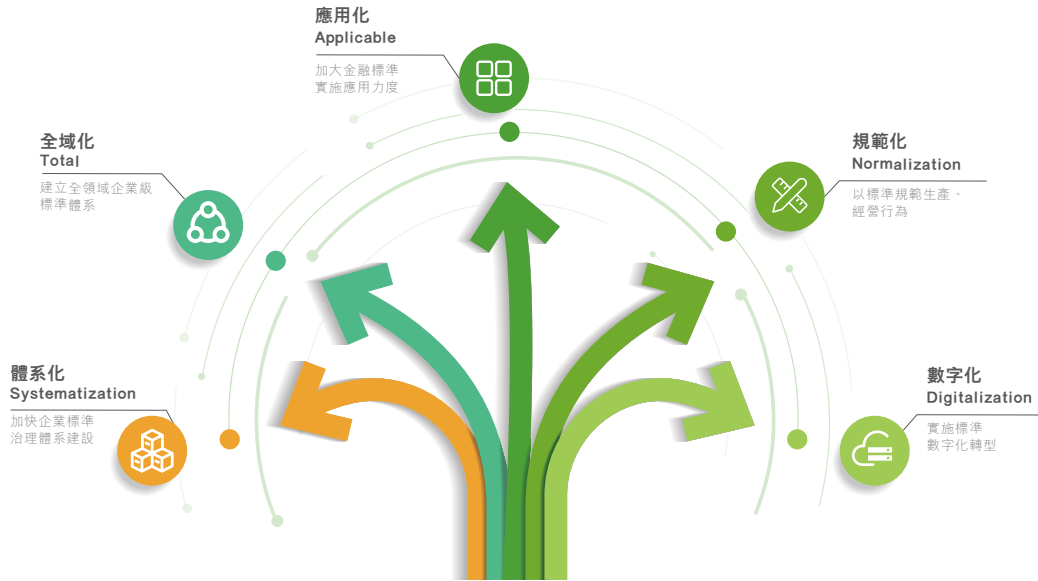 應用化
Applicable
加大金融標準
實施應用力度
全域化
Total
建立全領域企業級
標準體系
規範化
Normalization
以標準規範生產、
經營行為
體系化
Systematization
加快企業標準
治理體系建設
數字化
Digitalization
實施標準
數字化轉型